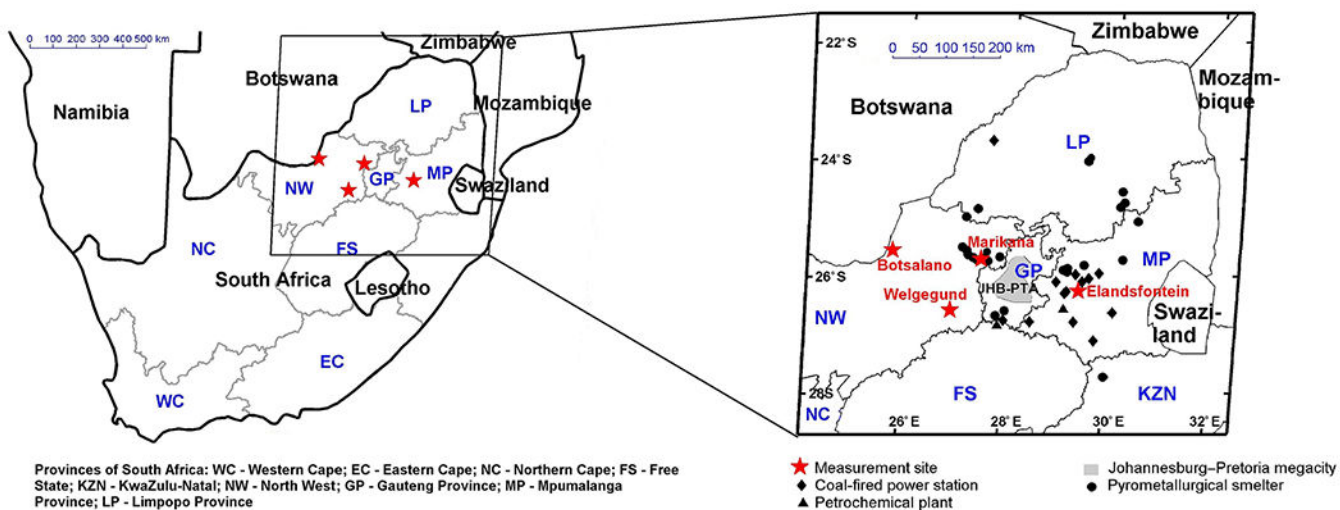 0 100 200 300 400 500 km
Zimbabwe
Botswana
Namibia
Mozambique
LP
NW
GP
MP
Swaziland
NC
FS
South Africa
Lesotho
EC
WC
Zimbabwe
22°S
0 50 100 150 200 km
Mozam-
bique
Botswana
LP
24°S
Marikana
MP
Botsalano
GP
26°S
JHB-PTA
Elandsfontein
Welgegund
Swazi-
land
NW
FS
KZN
28°S
NC
26°E
28°E
30°E
32°E
Provinces of South Africa: WC - Western Cape; EC - Eastern Cape; NC - Northern Cape; FS - Free
State; KZN - KwaZulu-Natal; NW - North West; GP - Gauteng Province; MP - Mpumalanga
Province; LP - Limpopo Province
Measurement site
Coal-fired power station
Petrochemical plant
Johannesburg–Pretoria megacity
Pyrometallurgical smelter